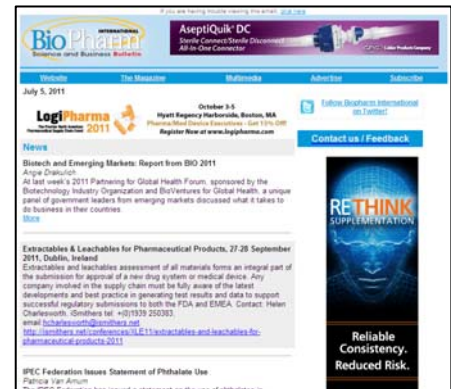 If you are having trouble viewing this email, click here
BioPharm
INTERNATIONAL
Science and Business Bulletin
AseptiQuik® DC
Sterile Connect/Sterile Disconnect
All-In-One Connector
Website The Magazine Multimedia Advertise Subscribe
July 5, 2011
LogiPharma
2011
October 3-5
Hyatt Regency Harborside, Boston, MA
Pharma/Med Device Executives - Get 15% Off!
Register Now at www.logipharma.com
Follow Biopharm International
on Twitter!
Contact us / Feedback
News
Biotech and Emerging Markets: Report from BIO 2011
Angie Drakulich
At last week's 2011 Partnering for Global Health Forum, sponsored by the
Biotechnology Industry Organization and BioVentures for Global Health, a unique
panel of government leaders from emerging markets discussed what it takes to
do business in their countries.
More
Extractables & Leachables for Pharmaceutical Products, 27-28 September
2011, Dublin, Ireland
Extractables and leachables assessment of all materials forms an integral part of
the submission for approval of a new drug system or medical device. Any
company involved in the supply chain must be fully aware of the latest
developments and best practice in generating test results and data to support
successful regulatory submissions to both the FDA and EMEA. Contact: Helen
Charlesworth, iSmithers tel: +(0)1939 250383,
email hcharlesworth@ismithers.net
http://ismithers.net/conferences/XLE11/extractables-and-leachables-for-
pharmaceutical-products-2011
IPEC Federation Issues Statement of Phthalate Use
Patricia Van Arnum
RETHINK
SUPPLEMENTATION
Reliable
Consistency.
Reduced Risk.